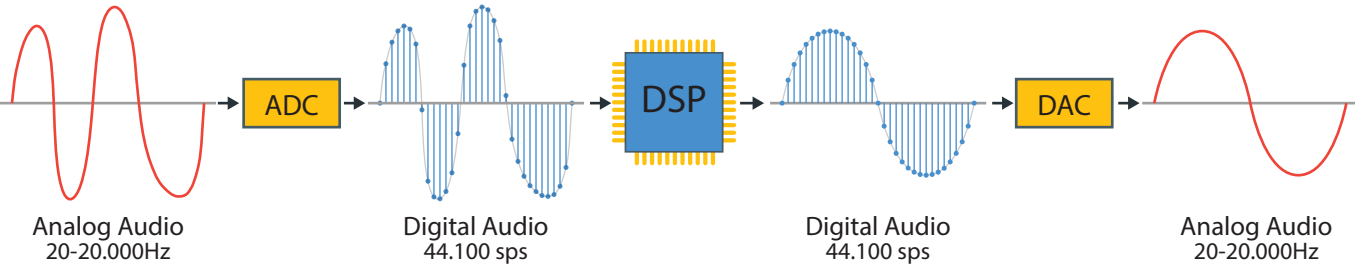 ADC
DSP
DAC
Analog Audio
20-20.000Hz
Digital Audio
44.100 sps
Digital Audio
44.100 sps
Analog Audio
20-20.000Hz